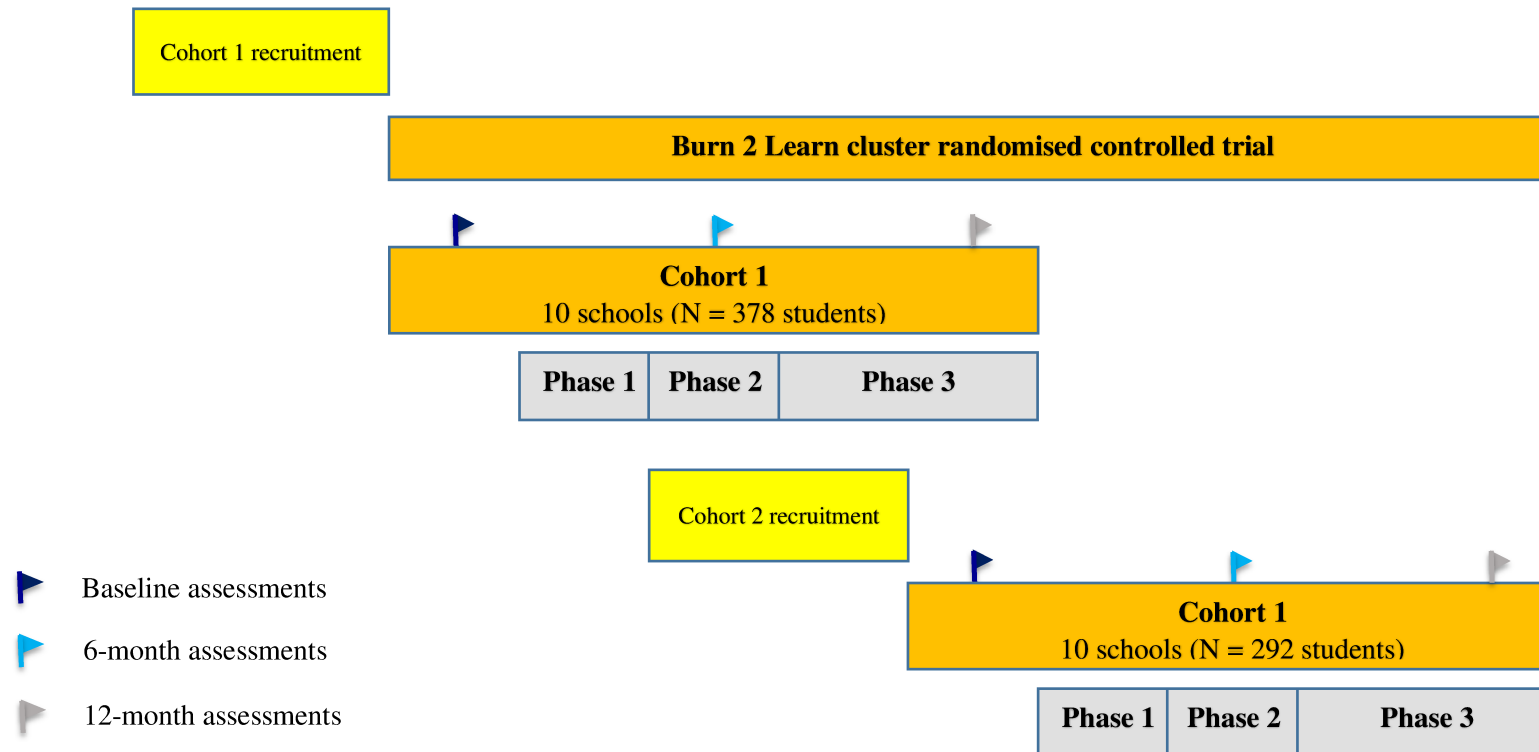 Cohort 1 recruitment
Burn 2 Learn cluster randomised controlled trial
Cohort 1
10 schools (N = 378 students)
Phase 1
Phase 2
Phase 3
Cohort 2 recruitment
Cohort 1
10 schools (N = 292 students)
Phase 1
Phase 2
Phase 3
Baseline assessments
6-month assessments
12-month assessments